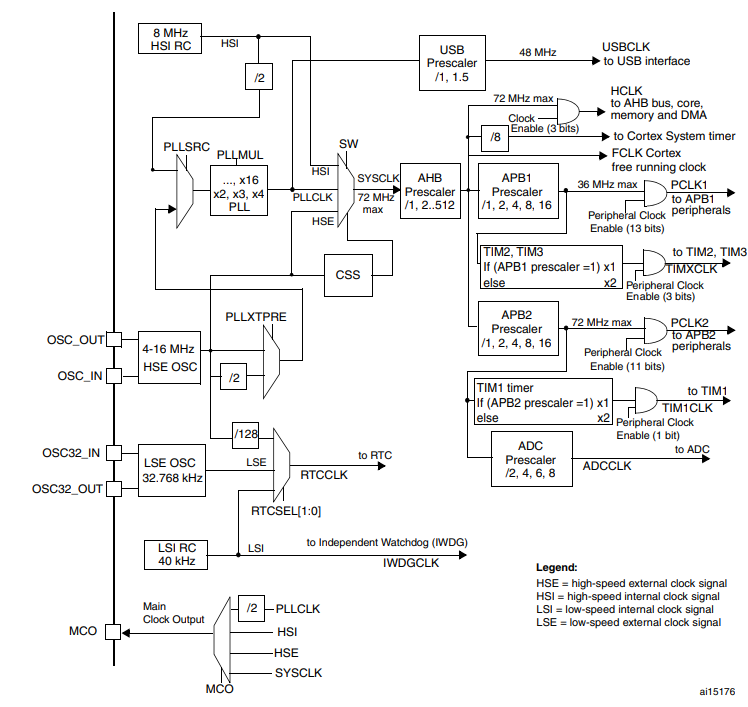 8 MHz
HSI RC
HSI
/2
USB
Prescaler
/1, 1.5
48 MHz
USBCLK
to USB interface
PLLSRC
PLLMUL
..., x16
x2, x3, x4
PLL
SW
HSI
PLLCLK
HSE
SYSCLK
72 MHz
max
AHB
Prescaler
/1, 2..512
72 MHz max
Clock
Enable (3 bits)
HCLK
to AHB bus, core,
memory and DMA
/8
to Cortex System timer
FCLK Cortex
free running clock
APB1
Prescaler
/1, 2, 4, 8, 16
36 MHz max
PCLK1
to APB1
peripherals
Peripheral Clock
Enable (13 bits)
TIM2, TIM3
If (APB1 prescaler =1) x1
else x2
to TIM2, TIM3
TIMXCLK
Peripheral Clock
Enable (3 bits)
CSS
PLLXTPRE
OSC_OUT
OSC_IN
4-16 MHz
HSE OSC
/2
APB2
Prescaler
/1, 2, 4, 8, 16
72 MHz max
PCLK2
to APB2
peripherals
Peripheral Clock
Enable (11 bits)
TIM1 timer
If (APB2 prescaler =1) x1
else x2
to TIM1
TIM1CLK
Peripheral Clock
Enable (1 bit)
/128
OSC32_IN
OSC32_OUT
LSE OSC
32.768 kHz
LSE
to RTC
RTCCLK
RTCSEL[1:0]
ADC
Prescaler
/2, 4, 6, 8
to ADC
ADCCLK
LSI RC
40 kHz
LSI
to Independent Watchdog (IWDG)
IWDGCLK
Main
Clock Output
MCO
/2
PLLCLK
HSI
HSE
SYSCLK
MCO
Legend:
HSE = high-speed external clock signal
HSI = high-speed internal clock signal
LSI = low-speed internal clock signal
LSE = low-speed external clock signal
ai15176